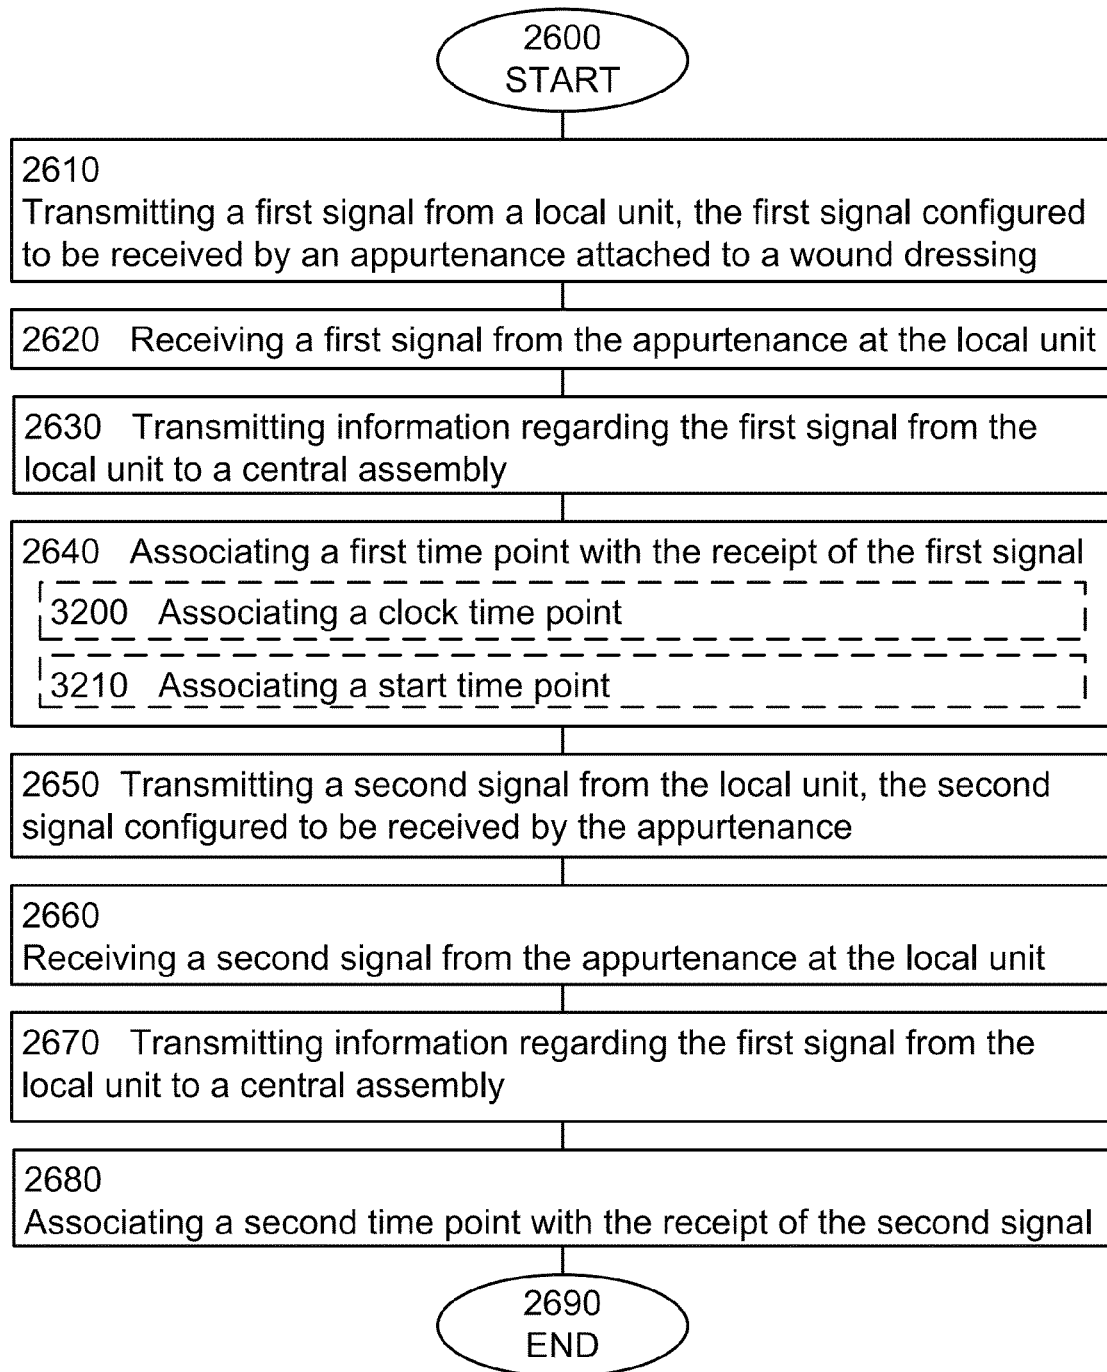 2600
START
2610
Transmitting a first signal from a local unit, the first signal configured
to be received by an appurtenance attached to a wound dressing
2620 Receiving a first signal from the appurtenance at the local unit
2630 Transmitting information regarding the first signal from the
local unit to a central assembly
2640 Associating a first time point with the receipt of the first signal
3200 Associating a clock time point
3210 Associating a start time point
2650 Transmitting a second signal from the local unit, the second
signal configured to be received by the appurtenance
2660
Receiving a second signal from the appurtenance at the local unit
2670 Transmitting information regarding the first signal from the
local unit to a central assembly
2680
Associating a second time point with the receipt of the second signal
2690
END